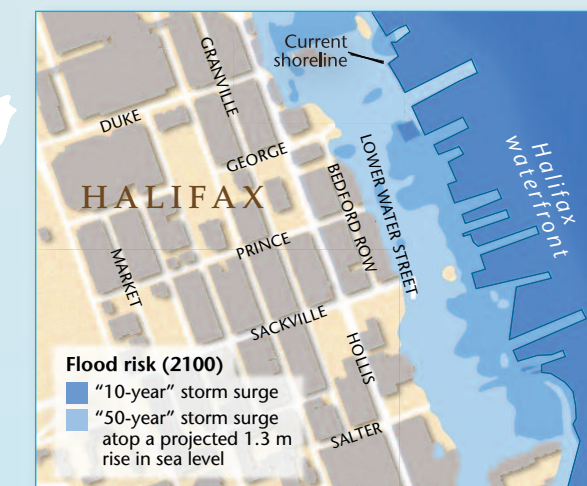 Current
shoreline
GRANVILLE
DUKE
GEORGE
LOWER WATER STREET
Halifax
waterfront
HALIFAX
BEDFORD ROW
PRINCE
MARKET
SACKVILLE
HOLLIS
SALTER
Flood risk (2100)
“10-year” storm surge
“50-year” storm surge
atop a projected 1.3 m
rise in sea level